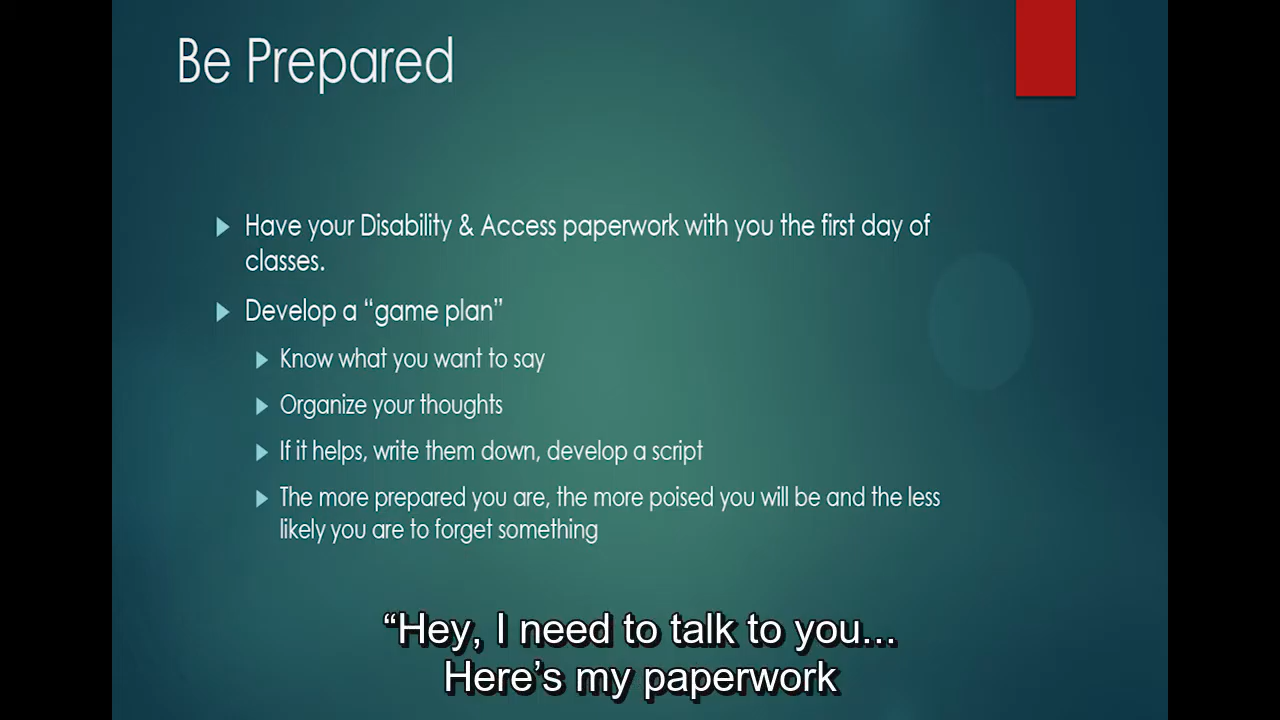 Be Prepared
Have your Disability & Access paperwork with you the first day of
classes.
Develop a “game plan”
Know what you want to say
Organize your thoughts
If it helps, write them down, develop a script
The more prepared you are, the more poised you will be and the less
likely you are to forget something
“Hey, I need to talk to you...
Here’s my paperwork